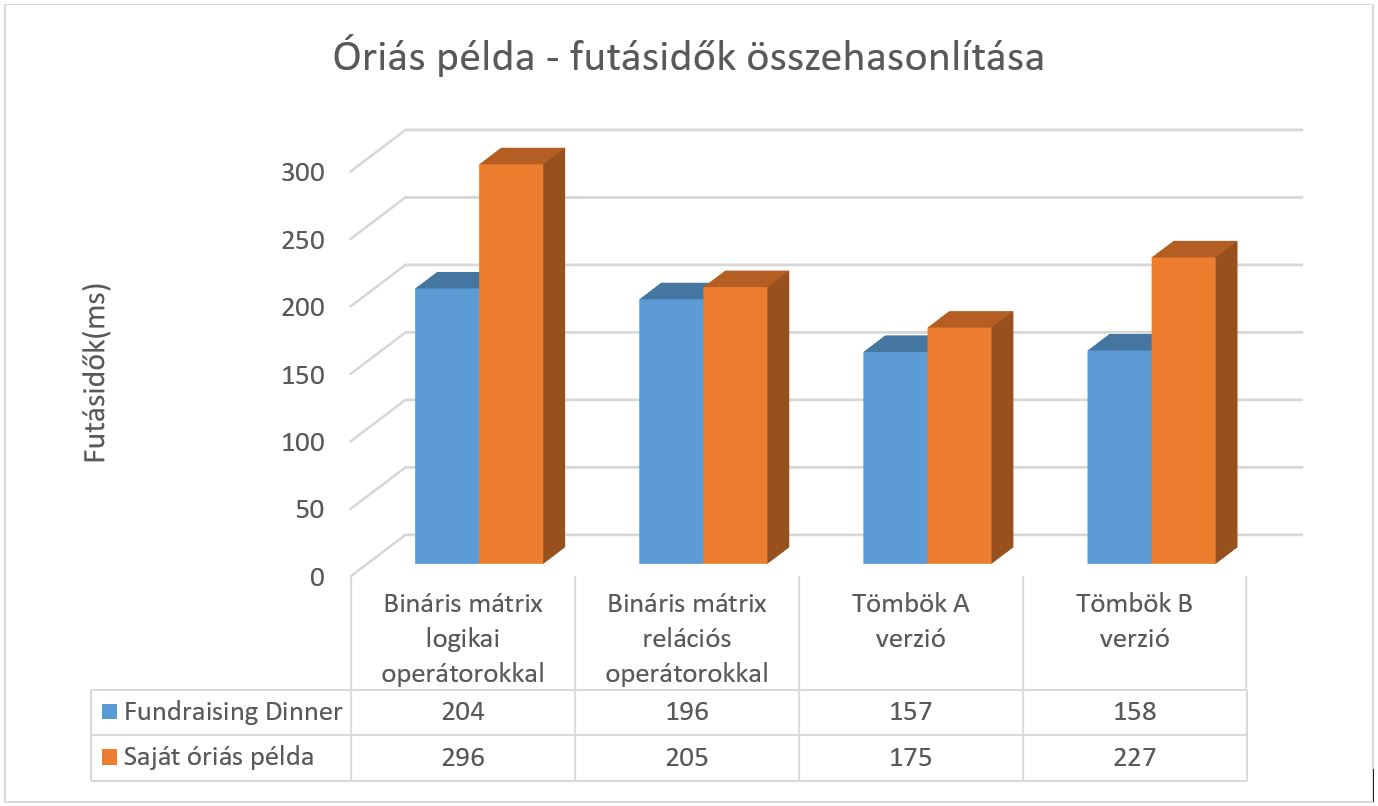 Óriás példa - futásidők összehasonlítása
Futásidők(ms)
300
250
200
150
100
50
0
Bináris mátrix
logikai
operátorokkal
Bináris mátrix
relációs
operátorokkal
Tömbök A
verzió
Tömbök B
verzió
Fundraising Dinner 204 196 157 158
Saját óriás példa 296 205 175 227